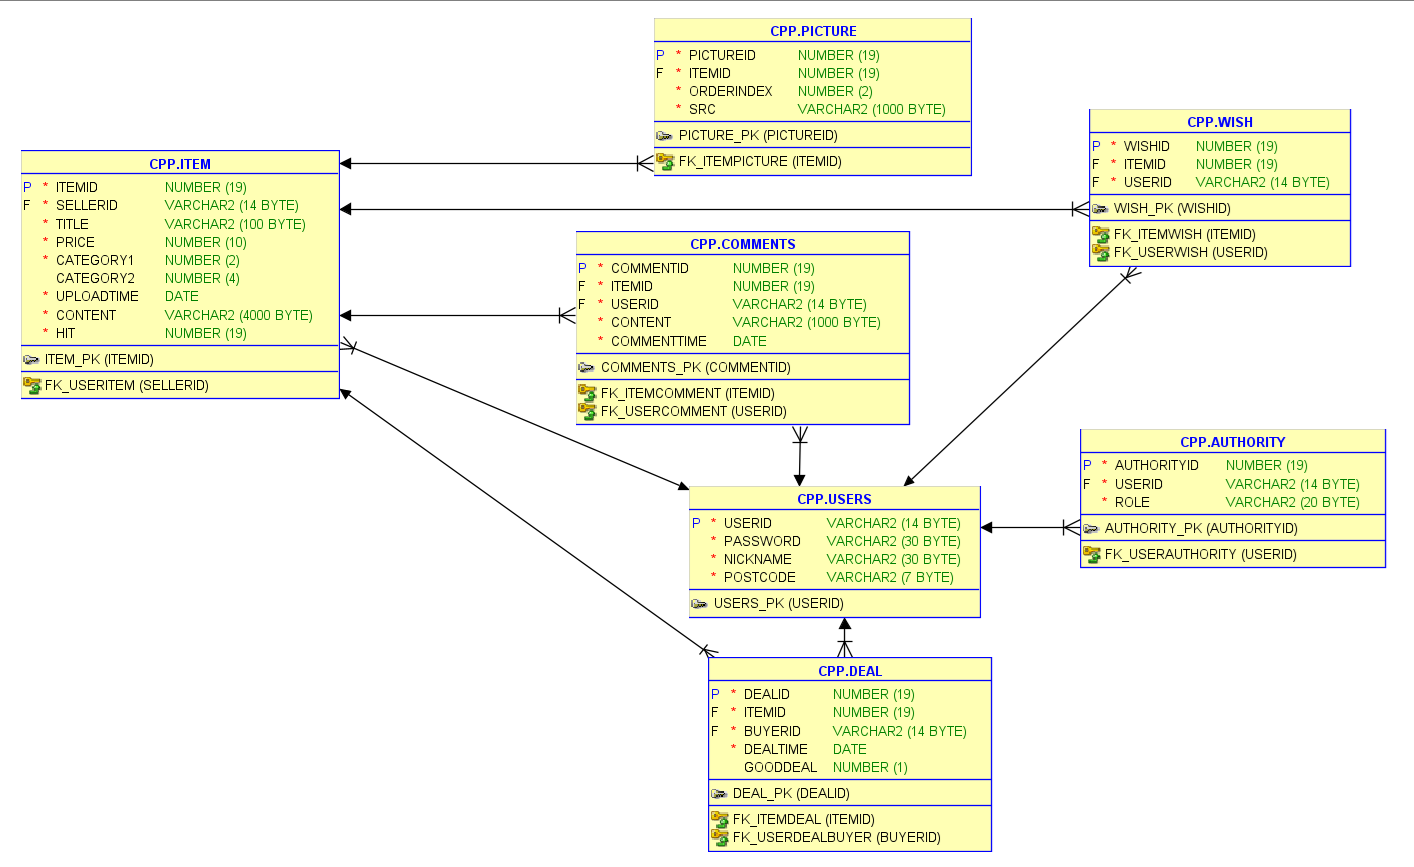 CPP.PICTURE
P * PICTUREID NUMBER (19)
F * ITEMID NUMBER (19)
* ORDERINDEX NUMBER (2)
* SRC VARCHAR2 (1000 BYTE)
PICTURE_PK (PICTUREID)
FK_ITEMPICTURE (ITEMID)
CPP.WISH
P * WISHID NUMBER (19)
F * ITEMID NUMBER (19)
F * USERID VARCHAR2 (14 BYTE)
WISH_PK (WISHID)
FK_ITEMWISH (ITEMID)
FK_USERWISH (USERID)
CPP.ITEM
P * ITEMID NUMBER (19)
F * SELLERID VARCHAR2 (14 BYTE)
* TITLE VARCHAR2 (100 BYTE)
* PRICE NUMBER (10)
* CATEGORY1 NUMBER (2)
CATEGORY2 NUMBER (4)
* UPLOADTIME DATE
* CONTENT VARCHAR2 (4000 BYTE)
* HIT NUMBER (19)
ITEM_PK (ITEMID)
FK_USERITEM (SELLERID)
CPP.COMMENTS
P * COMMENTID NUMBER (19)
F * ITEMID NUMBER (19)
F * USERID VARCHAR2 (14 BYTE)
* CONTENT VARCHAR2 (1000 BYTE)
* COMMENTTIME DATE
COMMENTS_PK (COMMENTID)
FK_ITEMCOMMENT (ITEMID)
FK_USERCOMMENT (USERID)
CPP.AUTHORITY
P * AUTHORITYID NUMBER (19)
F * USERID VARCHAR2 (14 BYTE)
* ROLE VARCHAR2 (20 BYTE)
AUTHORITY_PK (AUTHORITYID)
FK_USERAUTHORITY (USERID)
CPP.USERS
P * USERID VARCHAR2 (14 BYTE)
* PASSWORD VARCHAR2 (30 BYTE)
* NICKNAME VARCHAR2 (30 BYTE)
* POSTCODE VARCHAR2 (7 BYTE)
USERS_PK (USERID)
CPP.DEAL
P * DEALID NUMBER (19)
F * ITEMID NUMBER (19)
F * BUYERID VARCHAR2 (14 BYTE)
* DEALTIME DATE
GOODDEAL NUMBER (1)
DEAL_PK (DEALID)
FK_ITEMDEAL (ITEMID)
FK_USERDEALBUYER (BUYERID)